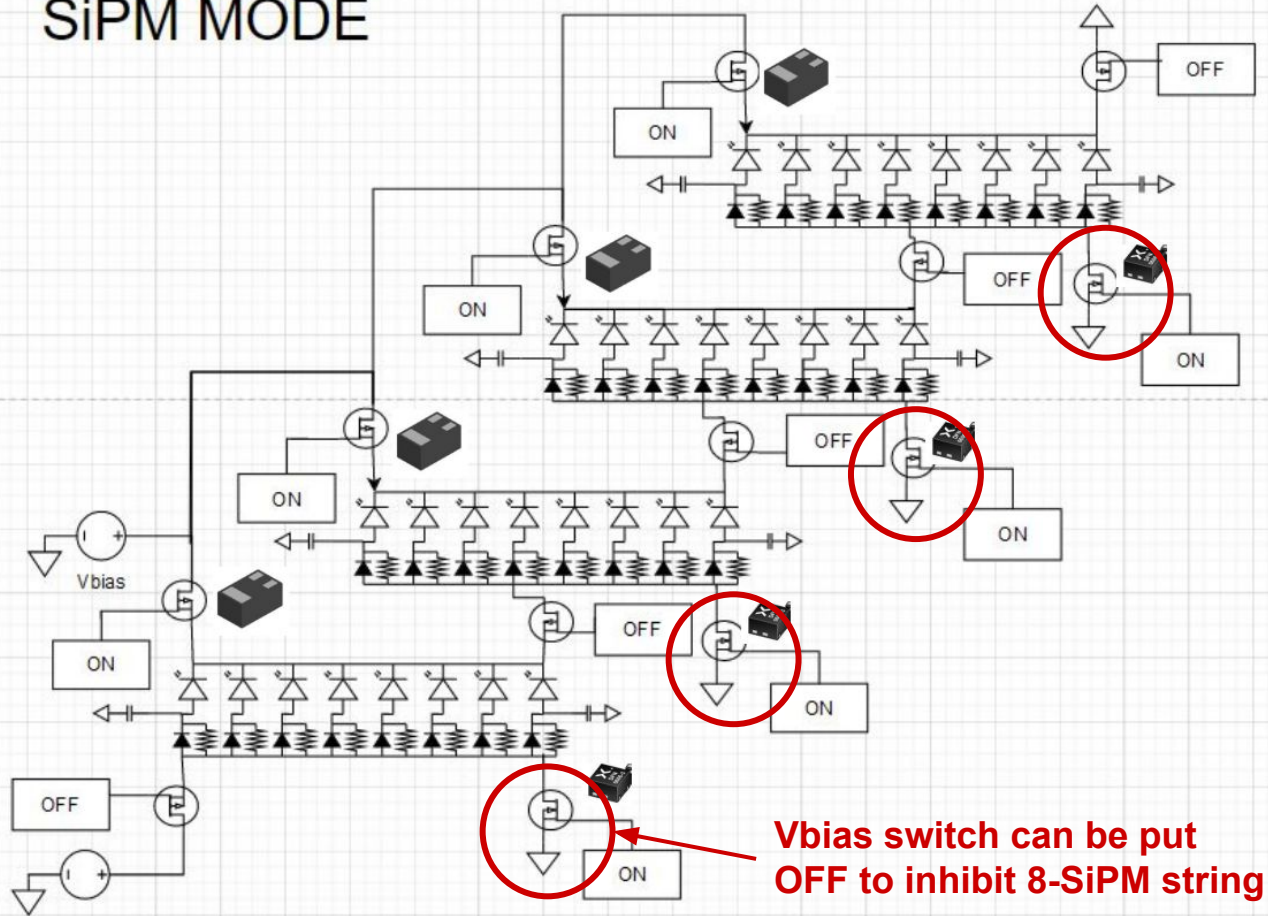 SiPM MODE
OFF
ON
OFF
ON
ON
OFF
ON
ON
Vbias
OFF
ON
ON
OFF
ON
Vbias switch can be put
OFF to inhibit 8-SiPM string